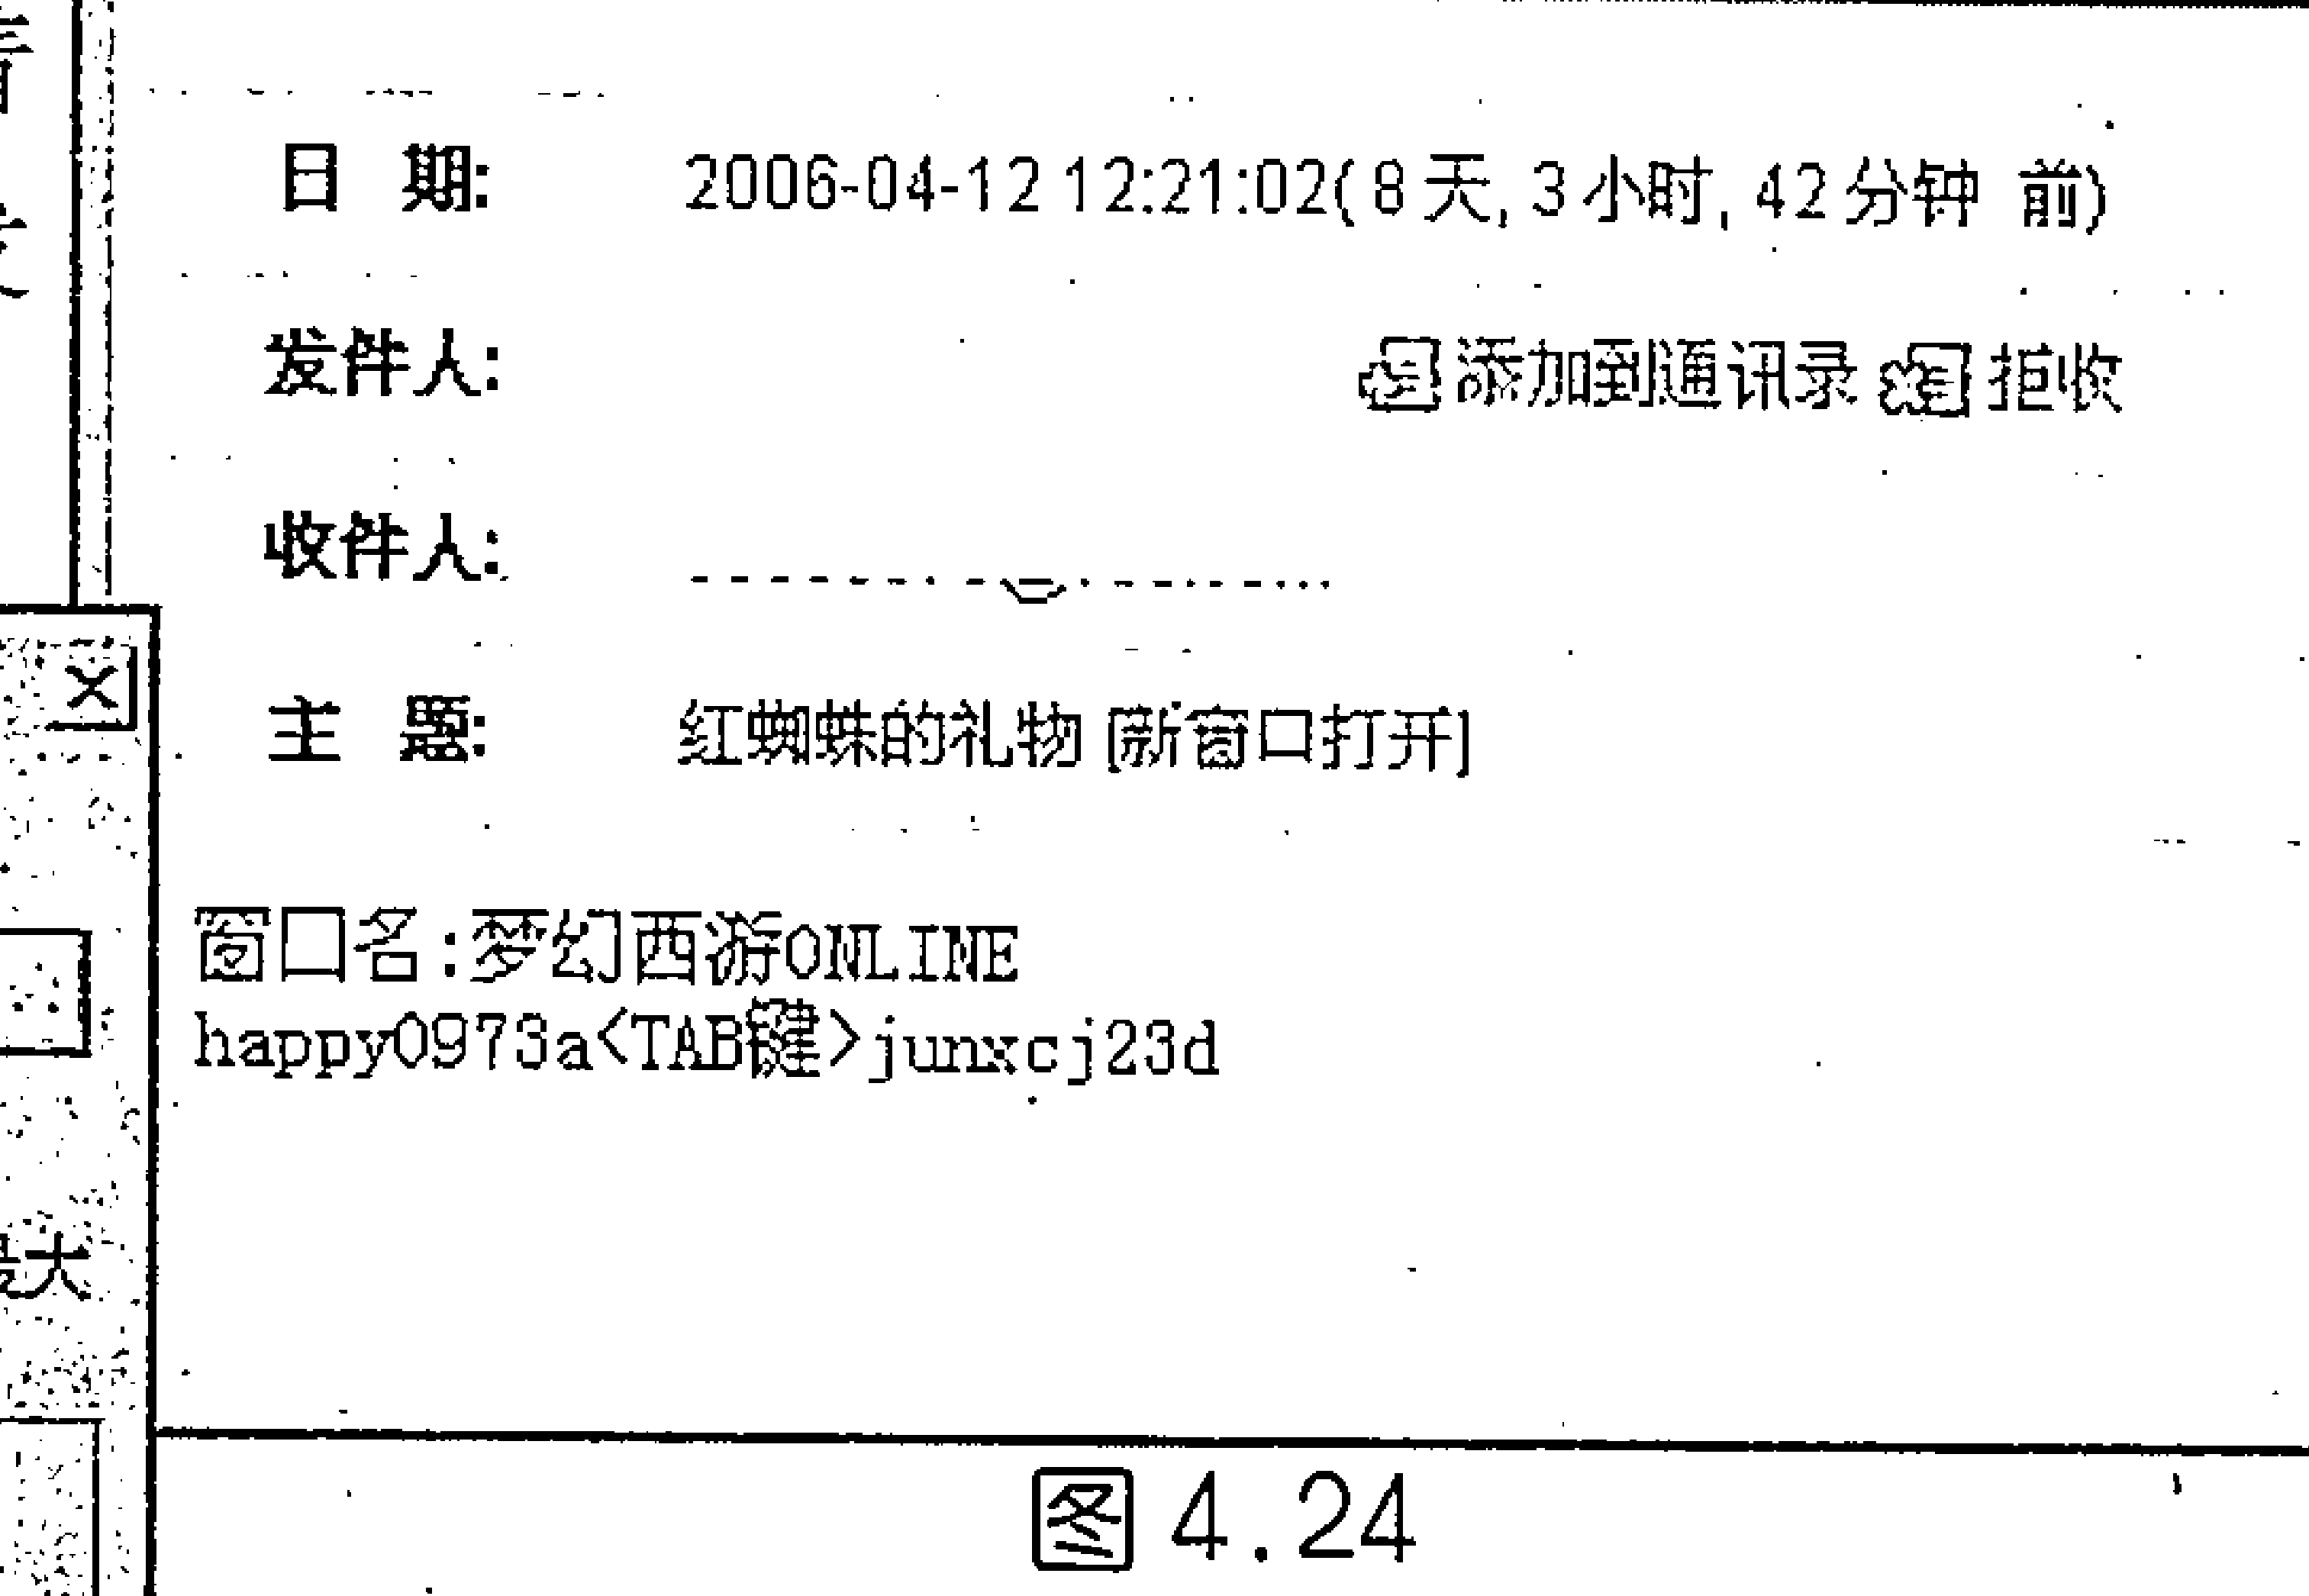 日 期: 2006-04-12 12:21:02(8天, 3小时, 42分钟 前)
发件人: 添加到通讯录 拒收
收件人:
主 题: 红蜘蛛的礼物 [新窗口打开]
窗口名:梦幻西游ONLINE
happy0973a<TAB键>junxcj23d
大
图 4.24